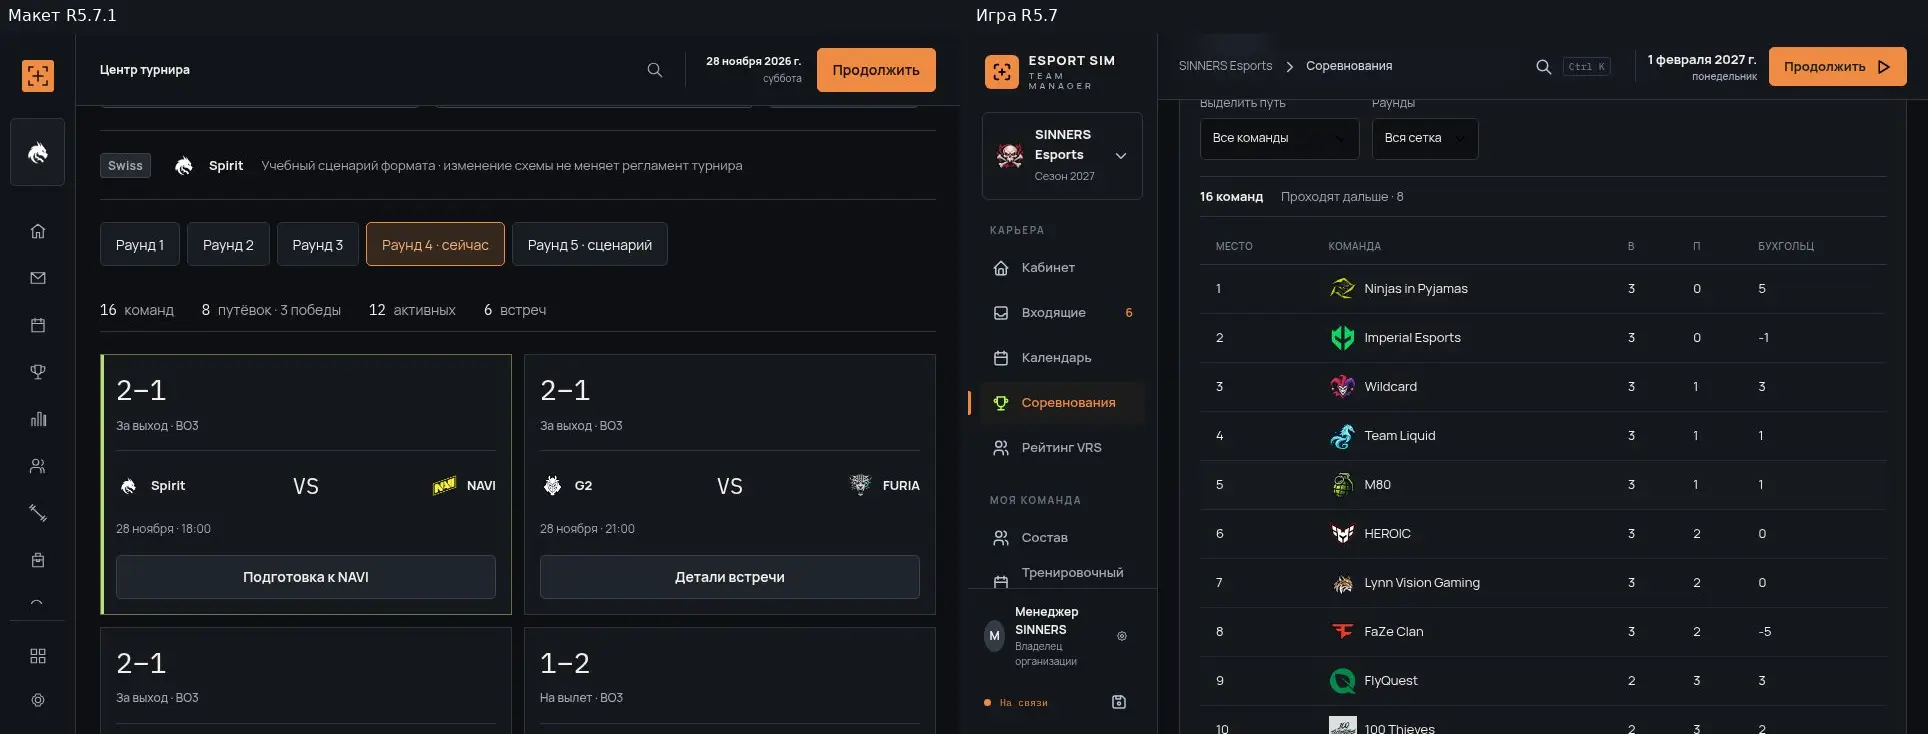 Макет R5.7.1
Центр турнира
28 ноября 2026 г.
суббота
Продолжить
Swiss Spirit Учебный сценарий формата · изменение схемы не меняет регламент турнира
Раунд 1 Раунд 2 Раунд 3 Раунд 4 · сейчас Раунд 5 · сценарий
16 команд 8 путёвок · 3 победы 12 активных 6 встреч
2–1
За выход · BO3
Spirit VS NAVI
28 ноября · 18:00
Подготовка к NAVI
2–1
За выход · BO3
G2 VS FURIA
28 ноября · 21:00
Детали встречи
2–1
За выход · BO3
1–2
На вылет · BO3
Игра R5.7
ESPORT SIM
TEAM
MANAGER
SINNERS
Esports
Сезон 2027
КАРЬЕРА
Кабинет
Входящие 6
Календарь
Соревнования
Рейтинг VRS
МОЯ КОМАНДА
Состав
Тренировочный
Менеджер
SINNERS
Владелец
организации
M
На связи
SINNERS Esports > Соревнования
Ctrl K
1 февраля 2027 г.
понедельник
Продолжить
Выделить путь Раунды
Все команды Вся сетка
16 команд Проходят дальше · 8
МЕСТО КОМАНДА В П БУХГОЛЬЦ
1 Ninjas in Pyjamas 3 0 5
2 Imperial Esports 3 0 -1
3 Wildcard 3 1 3
4 Team Liquid 3 1 1
5 M80 3 1 1
6 HEROIC 3 2 0
7 Lynn Vision Gaming 3 2 0
8 FaZe Clan 3 2 -5
9 FlyQuest 2 3 3
10 100 Thieves 2 3 2